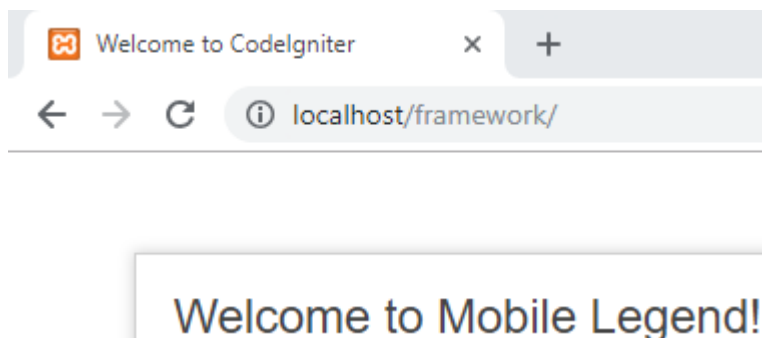 Welcome to CodeIgniter
localhost/framework/
Welcome to Mobile Legend!